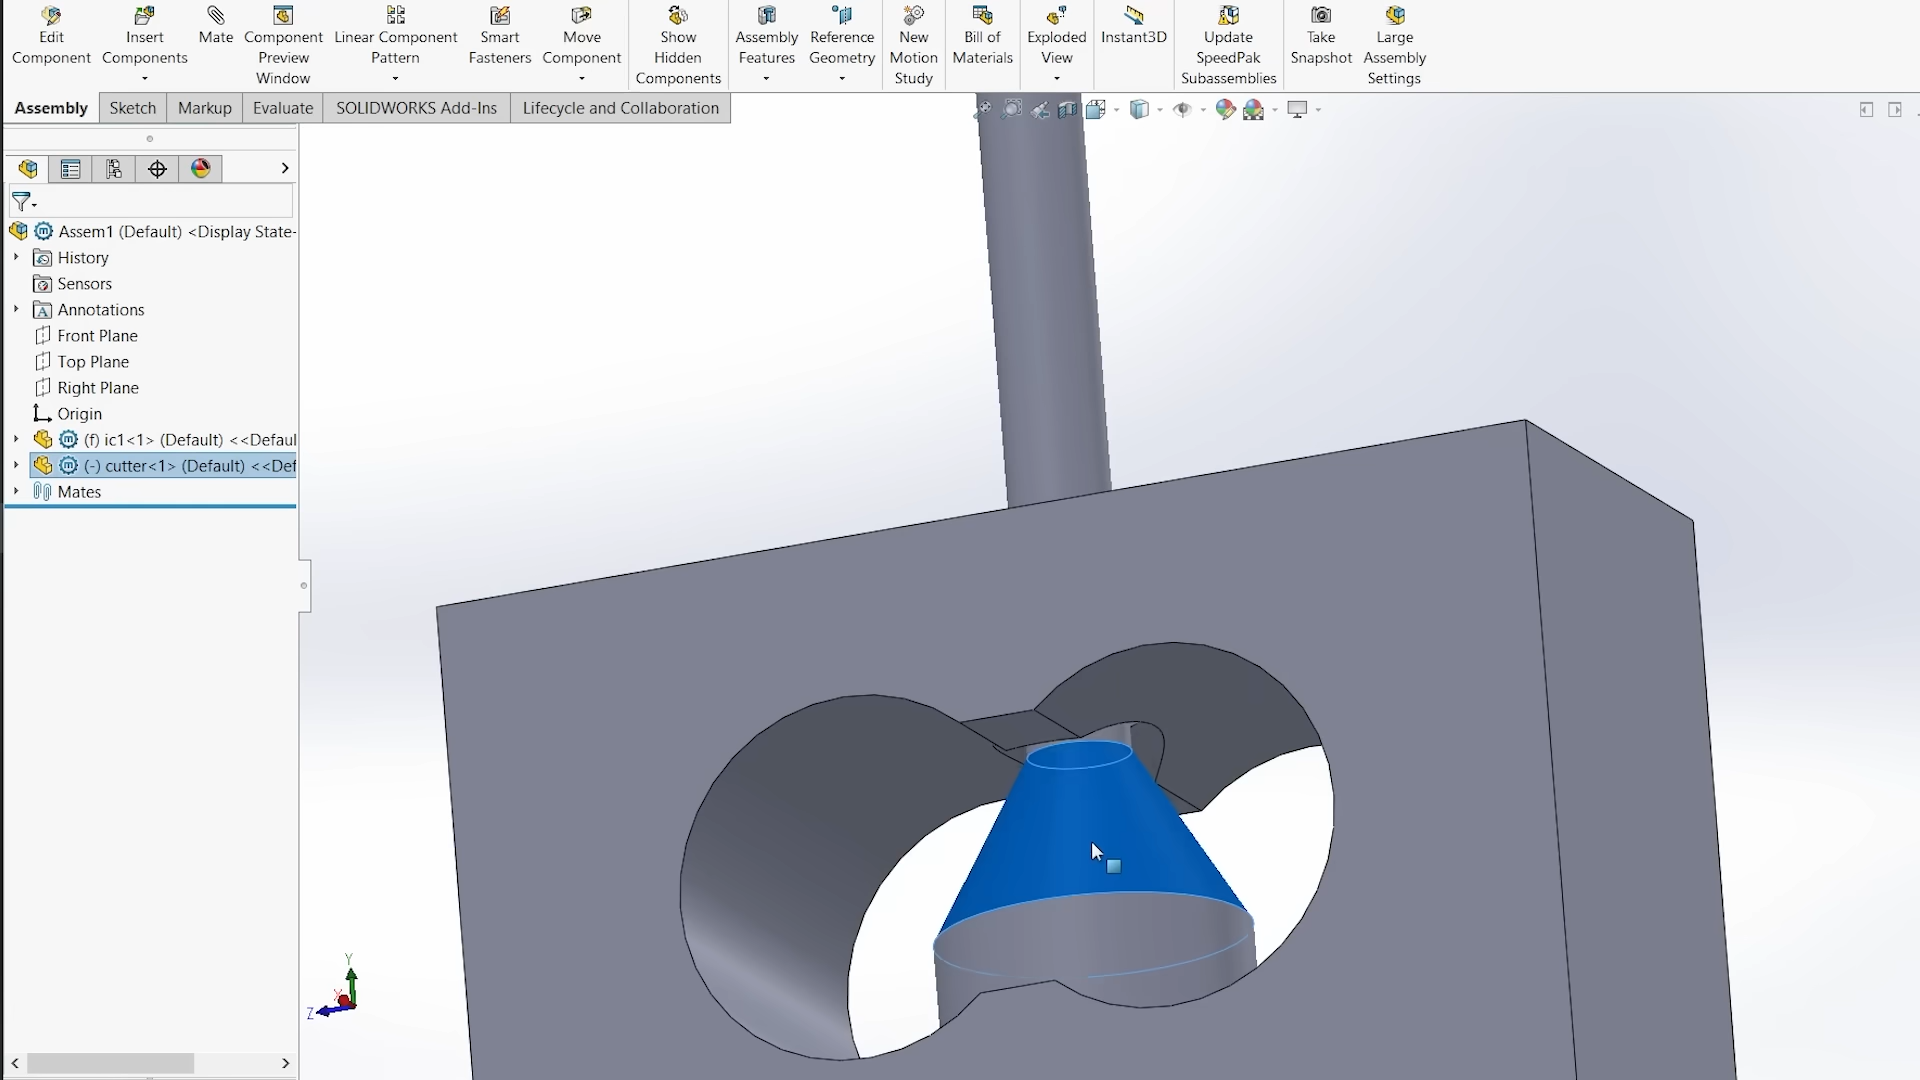 Edit Component
Insert Components
Mate
Component Preview Window
Linear Component Pattern
Smart Fasteners
Move Component
Show Hidden Components
Assembly Features
Reference Geometry
New Motion Study
Bill of Materials
Exploded View
Instant3D
Update SpeedPak Subassemblies
Take Snapshot
Large Assembly Settings
Assembly
Sketch
Markup
Evaluate
SOLIDWORKS Add-Ins
Lifecycle and Collaboration
Assem1 (Default) <Display State-
History
Sensors
Annotations
Front Plane
Top Plane
Right Plane
Origin
(f) ic1<1> (Default) <<Defaul
(-) cutter<1> (Default) <<Def
Mates
Y
X
Z